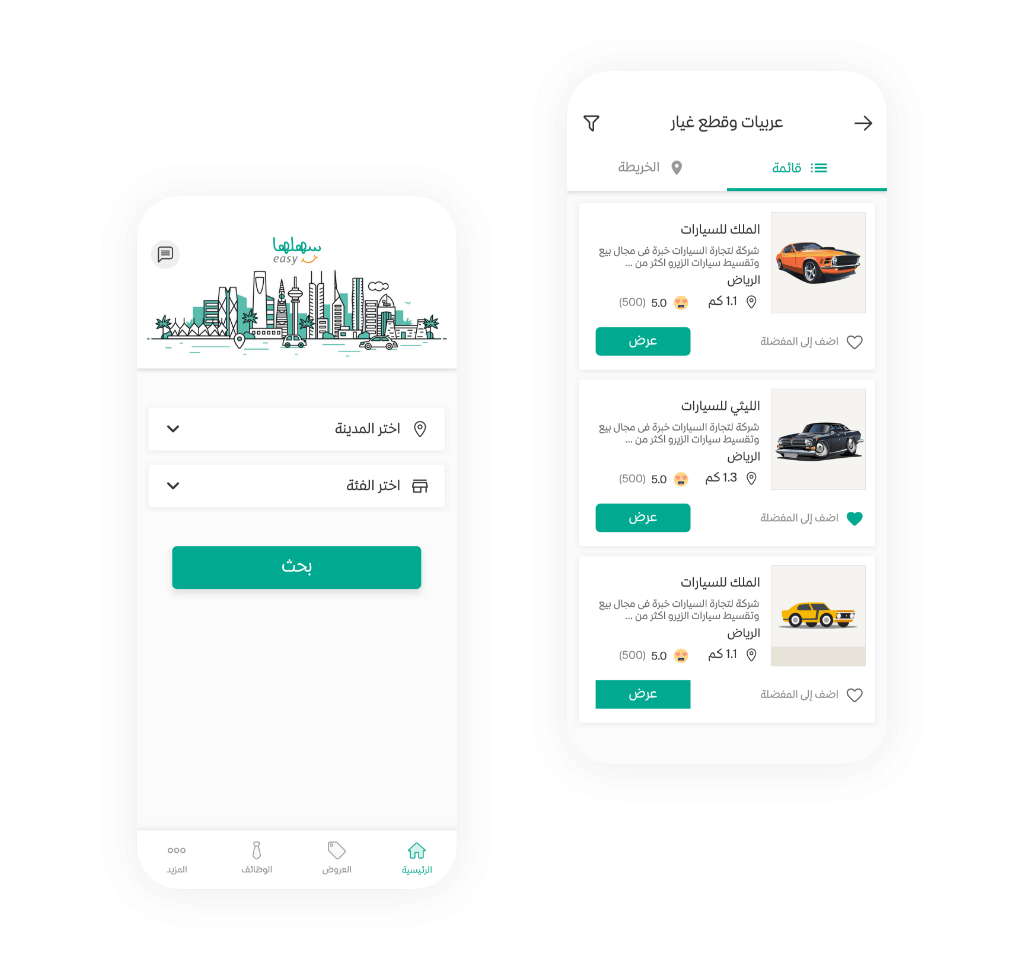 سهلها
easy
اختر المدينة
اختر الفئة
بحث
الرئيسية
العروض
الوظائف
المزيد
عربيات وقطع غيار
قائمة
الخريطة
الملك للسيارات
شركة لتجارة السيارات خبرة فى مجال بيع
وتقسيط سيارات الزيرو اكثر من ...
الرياض
1.1 كم 5.0 (500)
اضف إلى المفضلة
عرض
الليثي للسيارات
شركة لتجارة السيارات خبرة فى مجال بيع
وتقسيط سيارات الزيرو اكثر من ...
الرياض
1.3 كم 5.0 (500)
اضف إلى المفضلة
عرض
الملك للسيارات
شركة لتجارة السيارات خبرة فى مجال بيع
وتقسيط سيارات الزيرو اكثر من ...
الرياض
1.1 كم 5.0 (500)
اضف إلى المفضلة
عرض